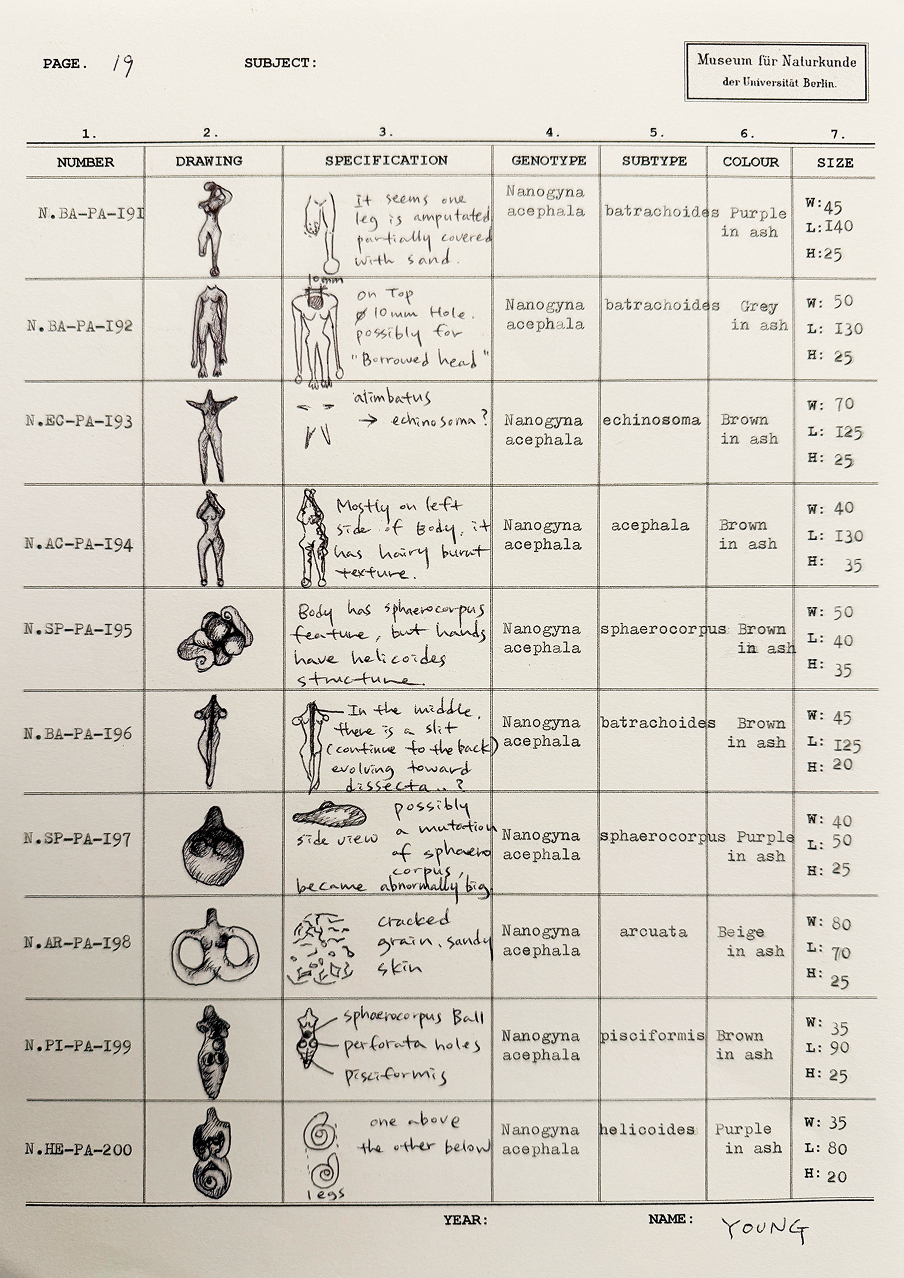 PAGE. 19
SUBJECT:
Museum für Naturkunde
der Universität Berlin.
1. 2. 3. 4. 5. 6. 7.
NUMBER DRAWING SPECIFICATION GENOTYPE SUBTYPE COLOUR SIZE
N.BA-PA-I9I
It seems one
leg is amputated
partially covered
with sand.
Nanogyna
acephala
batrachoides
Purple
in ash
W:45
L:I40
H:25
N.BA-PA-I92
10mm
on Top
ø 10mm Hole.
possibly for
"Borrowed head"
Nanogyna
acephala
batrachoides
Grey
in ash
W: 50
L: I30
H: 25
N.EC-PA-I93
alimbatus
→ echinosoma?
Nanogyna
acephala
echinosoma
Brown
in ash
W: 70
L: I25
H: 25
N.AC-PA-I94
Mostly on left
side of Body, it
has hairy burnt
texture.
Nanogyna
acephala
acephala
Brown
in ash
W: 40
L: I30
H: 35
N.SP-PA-I95
Body has sphaerocorpus
feature, but hands
have helicoides
structure.
Nanogyna
acephala
sphaerocorpus
Brown
in ash
W: 50
L: 40
H: 35
N.BA-PA-I96
In the middle,
there is a slit
(continue to the back)
evolving toward
dissecta..?
Nanogyna
acephala
batrachoides
Brown
in ash
W: 45
L: I25
H: 20
N.SP-PA-I97
side view
possibly
a mutation
of sphaero
corpus,
became abnormally big.
Nanogyna
acephala
sphaerocorpus
Purple
in ash
W: 40
L: 50
H: 25
N.AR-PA-I98
cracked
grain, sandy
skin
Nanogyna
acephala
arcuata
Beige
in ash
W: 80
L: 70
H: 25
N.PI-PA-I99
sphaerocorpus Ball
perforata holes
pisciformis
Nanogyna
acephala
pisciformis
Brown
in ash
W: 35
L: 90
H: 25
N.HE-PA-200
one above
the other below
legs
Nanogyna
acephala
helicoides
Purple
in ash
W: 35
L: 80
H: 20
YEAR:
NAME: YOUNG